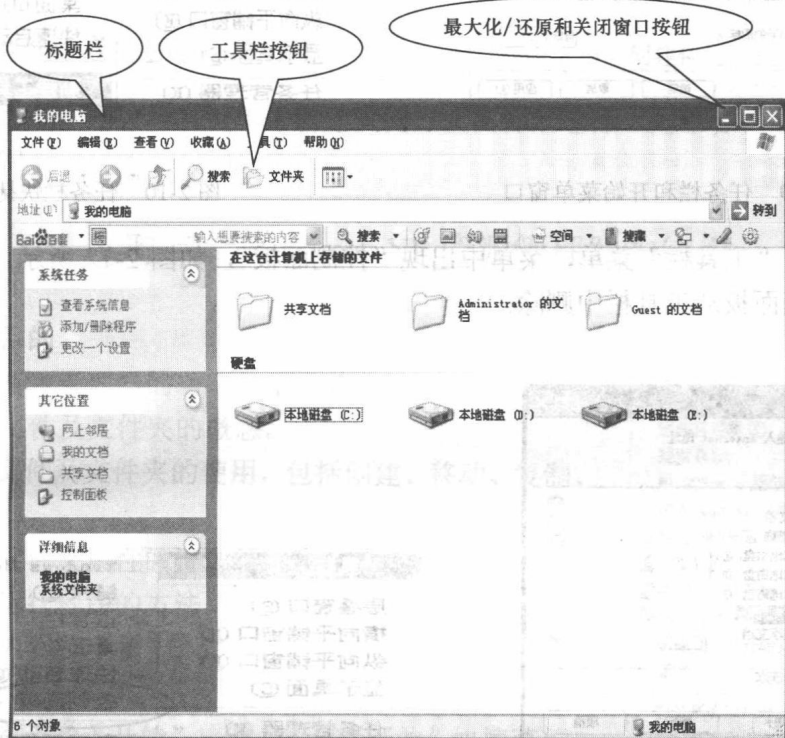 标题栏
工具栏按钮
最大化/还原和关闭窗口按钮
我的电脑
文件(F) 编辑(E) 查看(V) 收藏(A) 具(T) 帮助(H)
后退 搜索 文件夹
地址(D) 我的电脑 转到
Bai百度 输入想要搜索的内容 搜索 空间 搜藏
系统任务
查看系统信息
添加/删除程序
更改一个设置
其它位置
网上邻居
我的文档
共享文档
控制面板
详细信息
我的电脑
系统文件夹
在这台计算机上存储的文件
共享文档
Administrator 的文档
Guest 的文档
硬盘
本地磁盘 (C:)
本地磁盘 (D:)
本地磁盘 (E:)
6 个对象
我的电脑